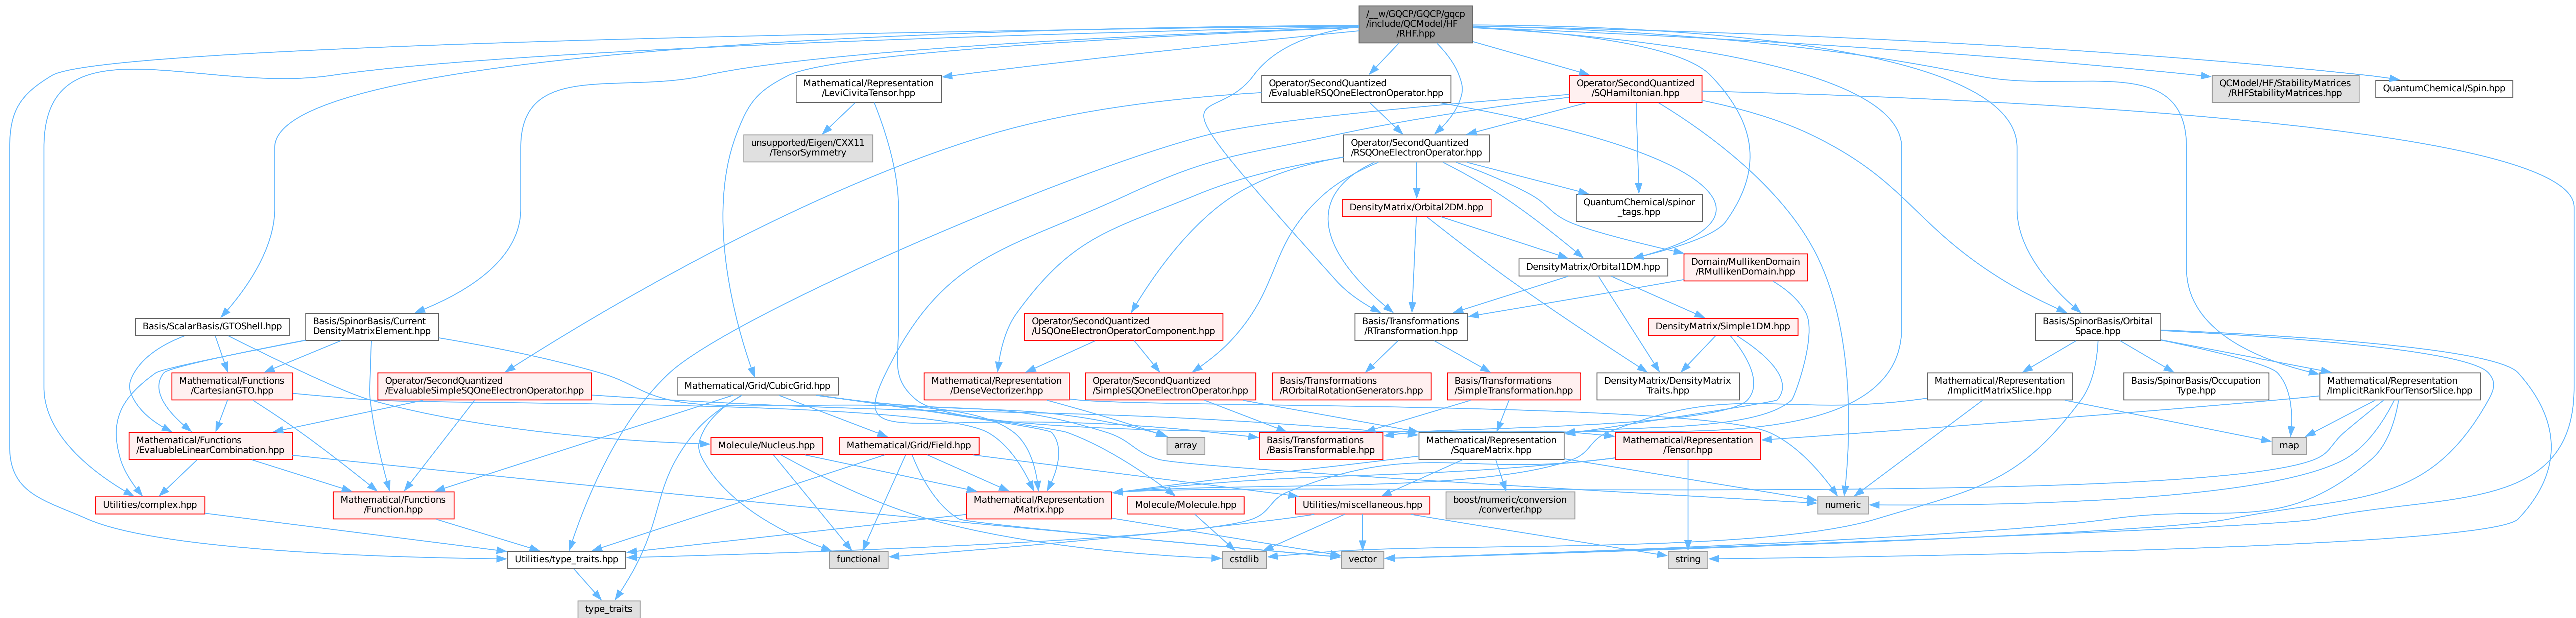 /__w/GQCP/GQCP/gqcp
/include/QCModel/HF
/RHF.hpp
Mathematical/Representation
/LeviCivitaTensor.hpp
Operator/SecondQuantized
/EvaluableRSQOneElectronOperator.hpp
Operator/SecondQuantized
/SQHamiltonian.hpp
QCModel/HF/StabilityMatrices
/RHFStabilityMatrices.hpp
QuantumChemical/Spin.hpp
unsupported/Eigen/CXX11
/TensorSymmetry
Operator/SecondQuantized
/RSQOneElectronOperator.hpp
DensityMatrix/Orbital2DM.hpp
QuantumChemical/spinor
_tags.hpp
DensityMatrix/Orbital1DM.hpp
Domain/MullikenDomain
/RMullikenDomain.hpp
Basis/ScalarBasis/GTOShell.hpp
Basis/SpinorBasis/Current
DensityMatrixElement.hpp
Operator/SecondQuantized
/USQOneElectronOperatorComponent.hpp
Basis/Transformations
/RTransformation.hpp
DensityMatrix/Simple1DM.hpp
Basis/SpinorBasis/Orbital
Space.hpp
Mathematical/Functions
/CartesianGTO.hpp
Operator/SecondQuantized
/EvaluableSimpleSQOneElectronOperator.hpp
Mathematical/Grid/CubicGrid.hpp
Mathematical/Representation
/DenseVectorizer.hpp
Operator/SecondQuantized
/SimpleSQOneElectronOperator.hpp
Basis/Transformations
/ROrbitalRotationGenerators.hpp
Basis/Transformations
/SimpleTransformation.hpp
DensityMatrix/DensityMatrix
Traits.hpp
Mathematical/Representation
/ImplicitMatrixSlice.hpp
Basis/SpinorBasis/Occupation
Type.hpp
Mathematical/Representation
/ImplicitRankFourTensorSlice.hpp
Mathematical/Functions
/EvaluableLinearCombination.hpp
Molecule/Nucleus.hpp
Mathematical/Grid/Field.hpp
array
Basis/Transformations
/BasisTransformable.hpp
Mathematical/Representation
/SquareMatrix.hpp
Mathematical/Representation
/Tensor.hpp
map
Utilities/complex.hpp
Mathematical/Functions
/Function.hpp
Mathematical/Representation
/Matrix.hpp
Molecule/Molecule.hpp
Utilities/miscellaneous.hpp
boost/numeric/conversion
/converter.hpp
numeric
Utilities/type_traits.hpp
functional
cstdlib
vector
string
type_traits